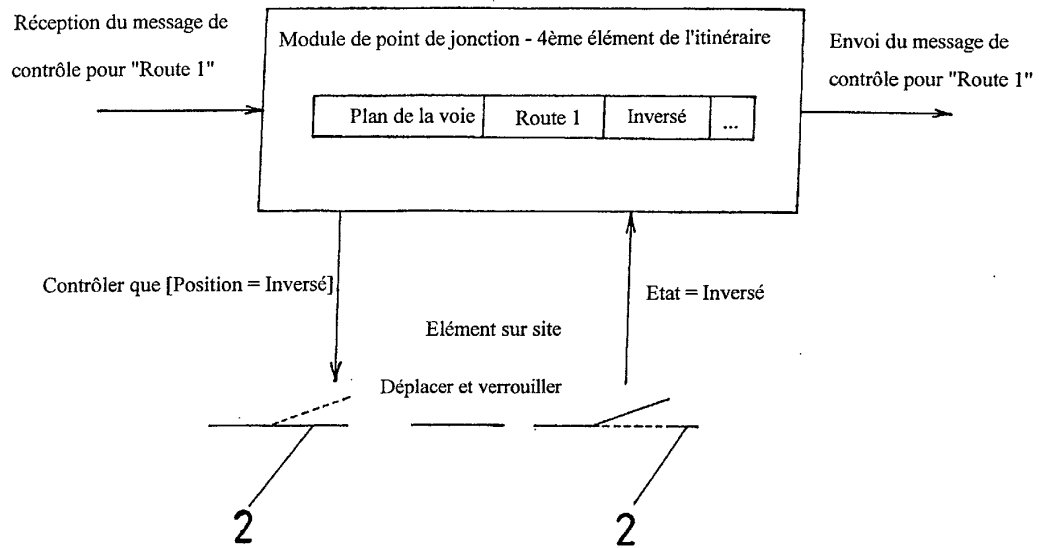 Réception du message de
contrôle pour "Route 1"
Module de point de jonction - 4ème élément de l'itinéraire
Plan de la voie Route 1 Inversé ...
Envoi du message de
contrôle pour "Route 1"
Contrôler que [Position = Inversé]
Etat = Inversé
Elément sur site
Déplacer et verrouiller
2 2